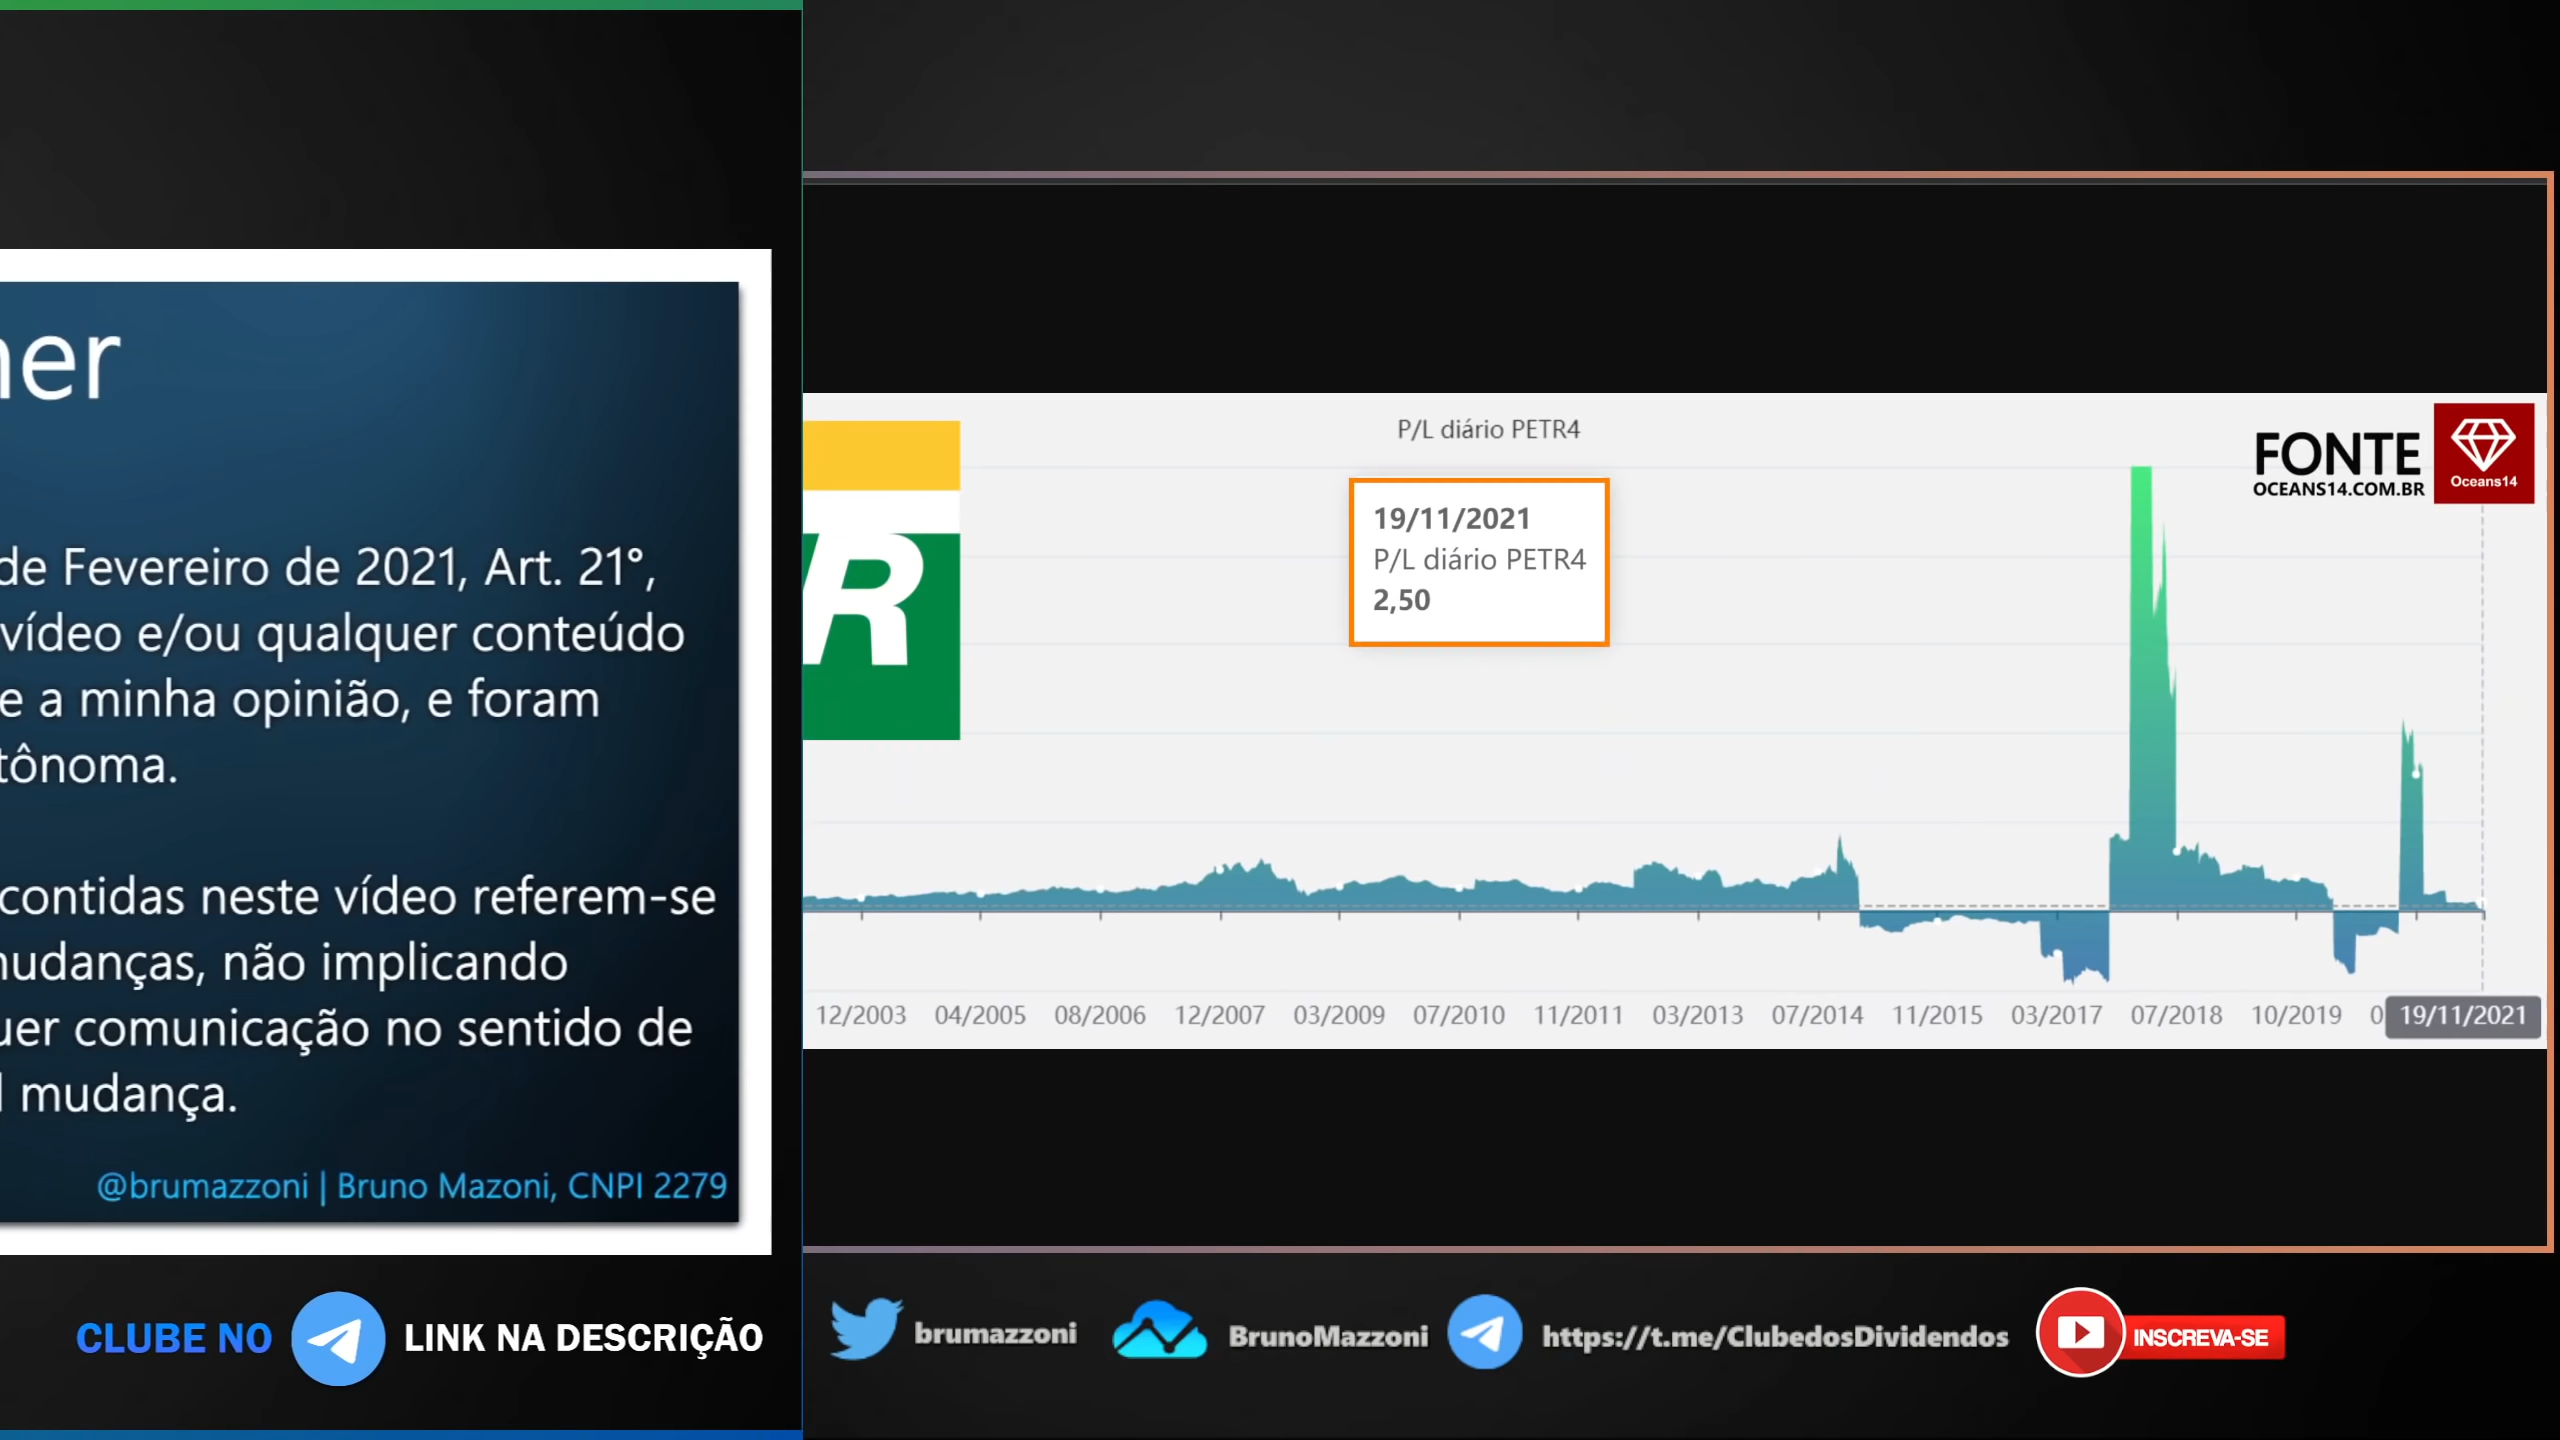 ner
de Fevereiro de 2021, Art. 21°,
vídeo e/ou qualquer conteúdo
e a minha opinião, e foram
tônoma.
contidas neste vídeo referem-se
mudanças, não implicando
uer comunicação no sentido de
l mudança.
@brumazzoni | Bruno Mazoni, CNPI 2279
CLUBE NO LINK NA DESCRIÇÃO
P/L diário PETR4
R
19/11/2021
P/L diário PETR4
2,50
FONTE
OCEANS14.COM.BR
Oceans14
12/2003 04/2005 08/2006 12/2007 03/2009 07/2010 11/2011 03/2013 07/2014 11/2015 03/2017 07/2018 10/2019 0 19/11/2021
brumazzoni BrunoMazzoni https://t.me/ClubedosDividendos INSCREVA-SE